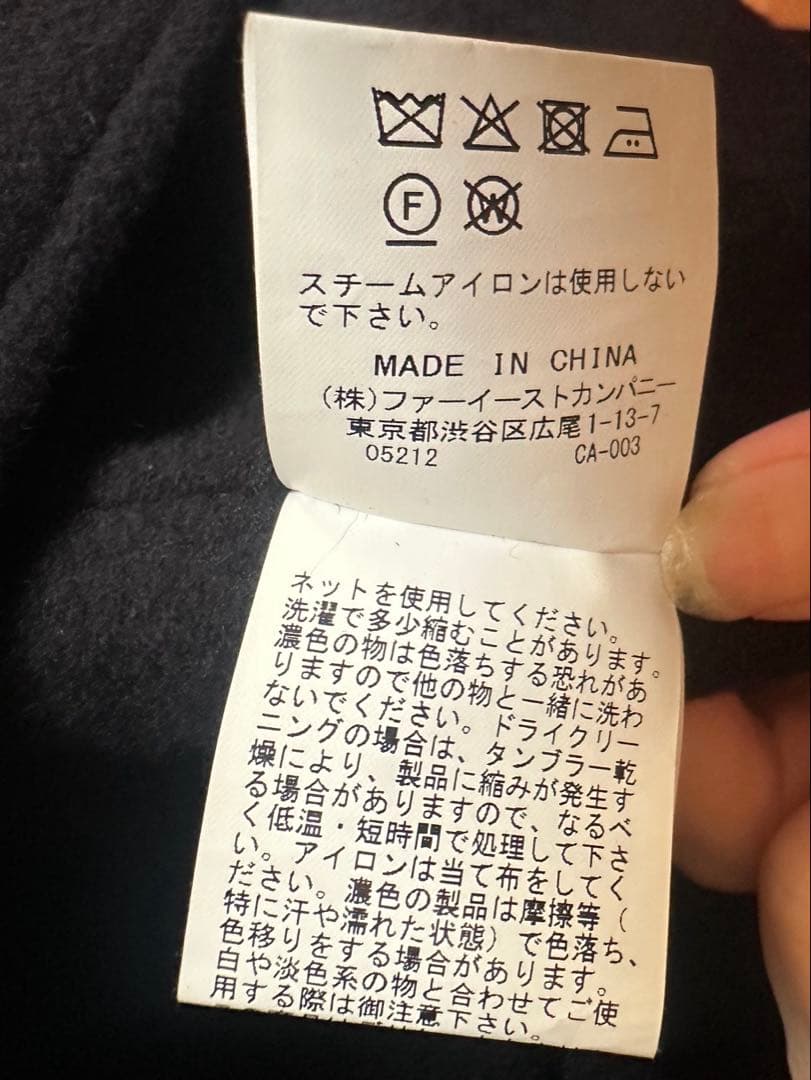 F
W
スチームアイロンは使用しない
で下さい。
MADE IN CHINA
(株)ファーイーストカンパニー
東京都渋谷区広尾1-13-7
05212 CA-003
ネットを使用してください。
洗濯で多少縮むことがあります。
濃色の物は色落ちする恐れがあ
りますので他の物と一緒に洗わ
ないでください。ドライクリー
ニングの場合は、タンブラー乾
燥により、製品に縮みが発生す
る場合がありますので、なるべ
く低温・短時間で処理して下さ
い。アイロンは当て布をしてく
ださい。濃色の製品は摩擦等(
特に汗や濡れた状態)で色落ち、
色移りをする場合があります。
白や淡色系の物と合わせてご使
用する際は御注意下さい。